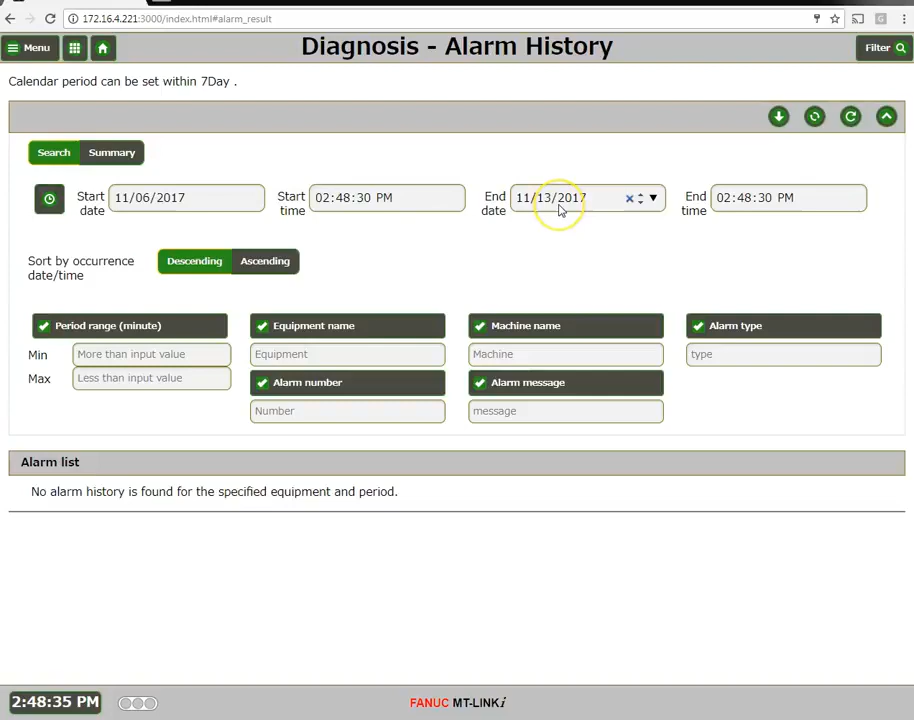 172.16.4.221:3000/index.html#alarm_result
Menu
Diagnosis - Alarm History
Filter
Calendar period can be set within 7Day .
Search Summary
Start date 11/06/2017 Start time 02:48:30 PM End date 11/13/2017 End time 02:48:30 PM
Sort by occurrence date/time Descending Ascending
Period range (minute) Equipment name Machine name Alarm type
Min More than input value Equipment Machine type
Max Less than input value Alarm number Alarm message
Number message
Alarm list
No alarm history is found for the specified equipment and period.
2:48:35 PM FANUC MT-LINKi